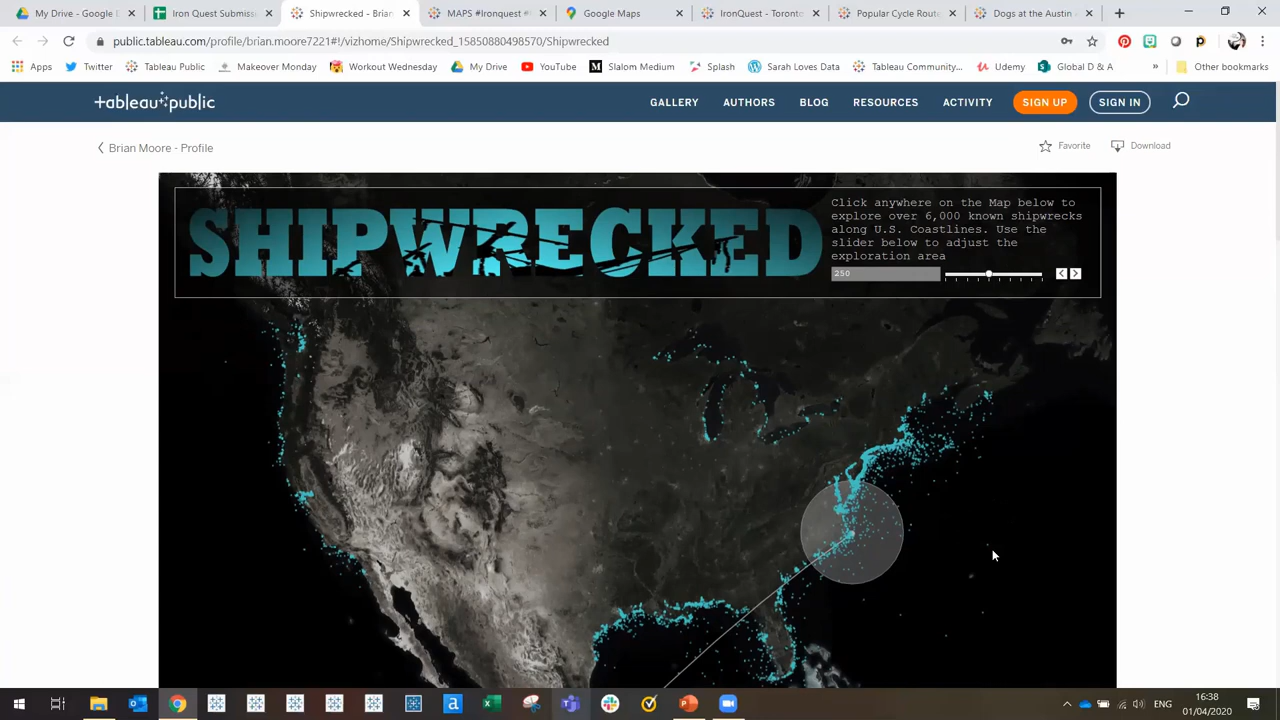 My Drive - Google D
Iron Quest Submiss
Shipwrecked - Brian
MAPS #Ironquest #
Google Maps
IronQuest - Toronto
Popular Cycle Route
Dogs at the Austin
public.tableau.com/profile/brian.moore7221#!/vizhome/Shipwrecked_15850880498570/Shipwrecked
Apps
Twitter
Tableau Public
Makeover Monday
Workout Wednesday
My Drive
YouTube
Slalom Medium
Splash
Sarah Loves Data
Tableau Community...
Udemy
Global D & A
»
Other bookmarks
+ableau public
GALLERY
AUTHORS
BLOG
RESOURCES
ACTIVITY
SIGN UP
SIGN IN
Brian Moore - Profile
Favorite
Download
SHIPWRECKED
Click anywhere on the Map below to
explore over 6,000 known shipwrecks
along U.S. Coastlines. Use the
slider below to adjust the
exploration area
250
ENG
16:38
01/04/2020